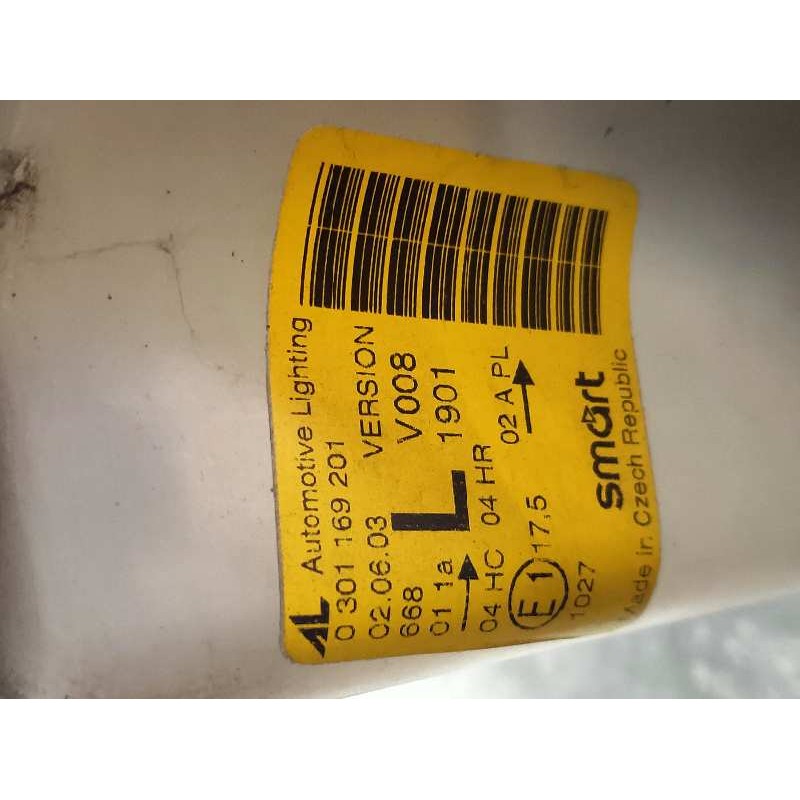 AL Automotive Lighting
0 301 169 201
02.06.03 VERSION
668 L V008
01 1a 1901
04 HC 04 HR 02 A PL
E1 17,5
1027 smart
Made in Czech Republic